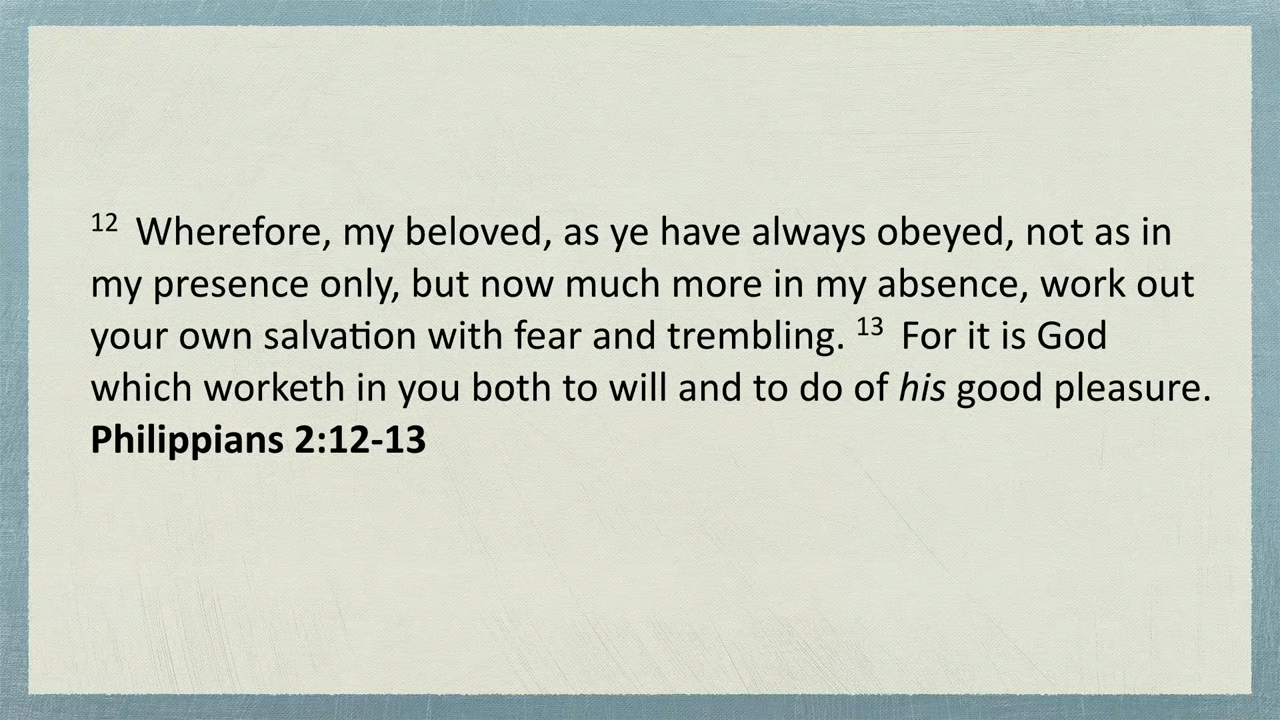 12 Wherefore, my beloved, as ye have always obeyed, not as in
my presence only, but now much more in my absence, work out
your own salvation with fear and trembling. 13 For it is God
which worketh in you both to will and to do of his good pleasure.
Philippians 2:12-13